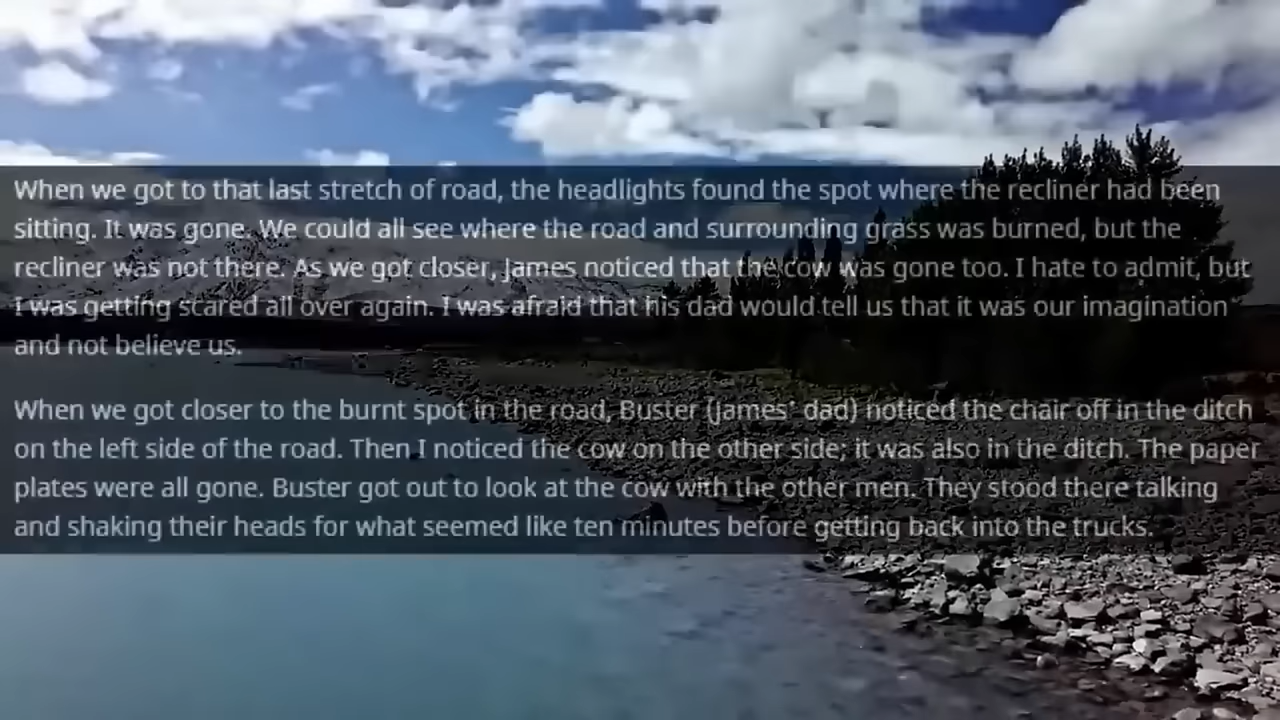 When we got to that last stretch of road, the headlights found the spot where the recliner had been
sitting. It was gone. We could all see where the road and surrounding grass was burned, but the
recliner was not there. As we got closer, James noticed that the cow was gone too. I hate to admit, but
I was getting scared all over again. I was afraid that his dad would tell us that it was our imagination
and not believe us.
When we got closer to the burnt spot in the road, Buster (James' dad) noticed the chair off in the ditch
on the left side of the road. Then I noticed the cow on the other side; it was also in the ditch. The paper
plates were all gone. Buster got out to look at the cow with the other men. They stood there talking
and shaking their heads for what seemed like ten minutes before getting back into the trucks.